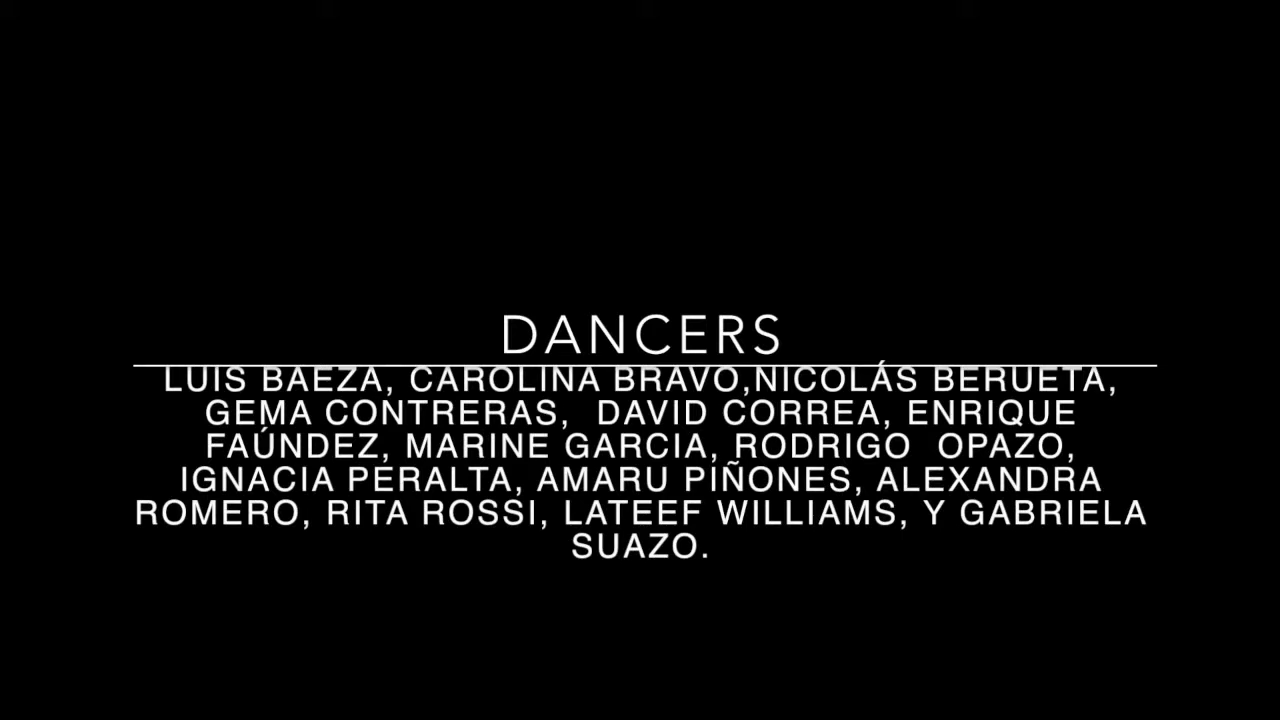 DANCERS
LUIS BAEZA, CAROLINA BRAVO,NICOLÁS BERUETA,
GEMA CONTRERAS,  DAVID CORREA, ENRIQUE
FAÚNDEZ, MARINE GARCIA, RODRIGO  OPAZO,
IGNACIA PERALTA, AMARU PIÑONES, ALEXANDRA
ROMERO, RITA ROSSI, LATEEF WILLIAMS, Y GABRIELA
SUAZO.